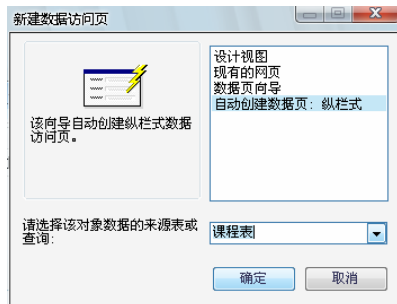 新建数据访问页
设计视图
现有的网页
数据页向导
自动创建数据页：纵栏式
该向导自动创建纵栏式数据
访问页。
请选择该对象数据的来源表或
查询:
课程表
确定
取消